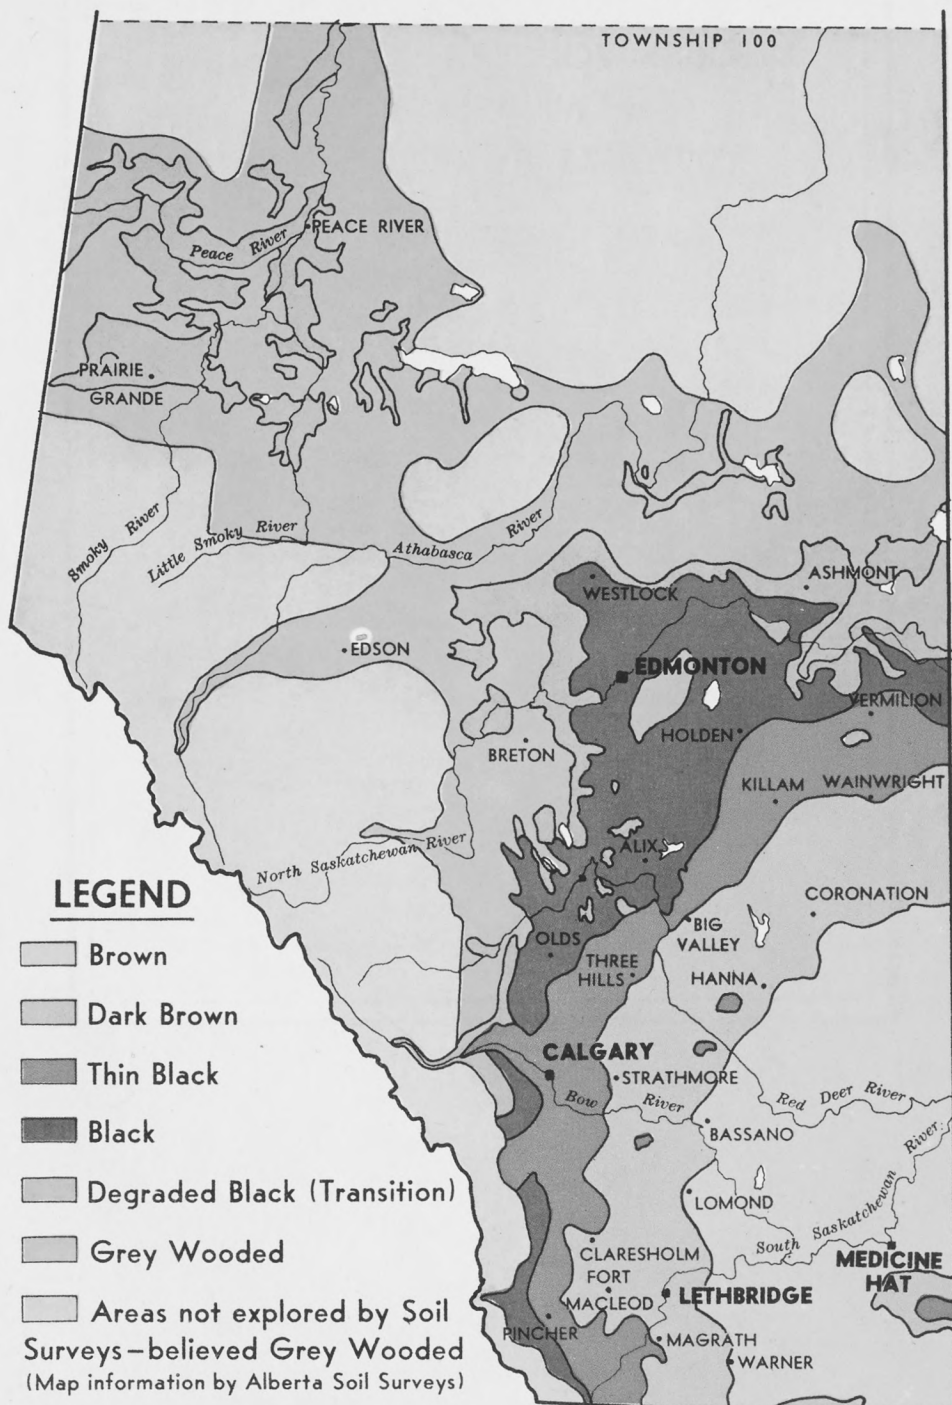 TOWNSHIP 100
Peace River
PEACE RIVER
PRAIRIE
GRANDE
Smoky River
Little Smoky River
Athabasca River
ASHMONT
WESTLOCK
EDSON
EDMONTON
VERMILION
HOLDEN
BRETON
KILLAM
WAINWRIGHT
North Saskatchewan River
ALIX
CORONATION
BIG
VALLEY
OLDS
THREE
HILLS
HANNA
CALGARY
STRATHMORE
Bow River
Red Deer River
BASSANO
LOMOND
South Saskatchewan River
CLARESHOLM
FORT
MACLEOD
LETHBRIDGE
MEDICINE
HAT
PINCHER
MAGRATH
WARNER
LEGEND
Brown
Dark Brown
Thin Black
Black
Degraded Black (Transition)
Grey Wooded
Areas not explored by Soil
Surveys–believed Grey Wooded
(Map information by Alberta Soil Surveys)